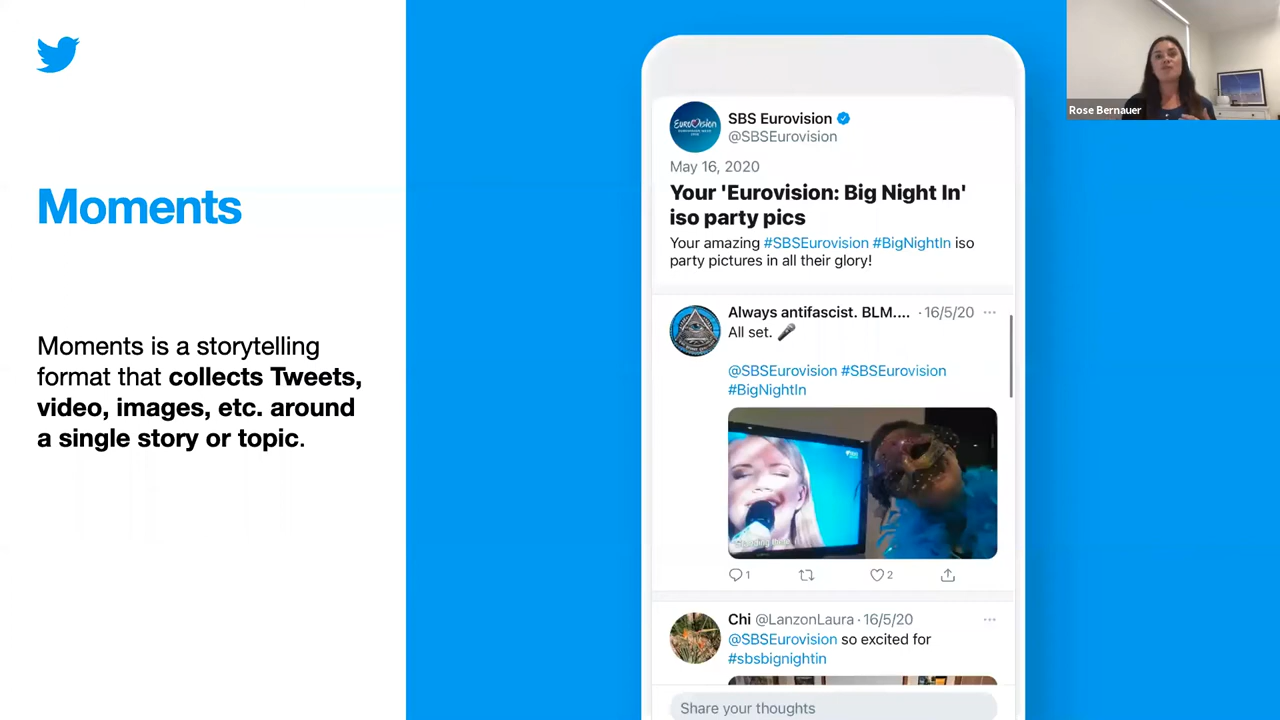 Moments
Moments is a storytelling
format that collects Tweets,
video, images, etc. around
a single story or topic.
EUROVISION
SBS Eurovision
@SBSEurovision
May 16, 2020
Your 'Eurovision: Big Night In'
iso party pics
Your amazing #SBSEurovision #BigNightIn iso
party pictures in all their glory!
Always antifascist. BLM.... · 16/5/20
All set.
@SBSEurovision #SBSEurovision
#BigNightIn
1
2
Chi @LanzonLaura · 16/5/20
@SBSEurovision so excited for
#sbsbignightin
Share your thoughts
Rose Bernauer